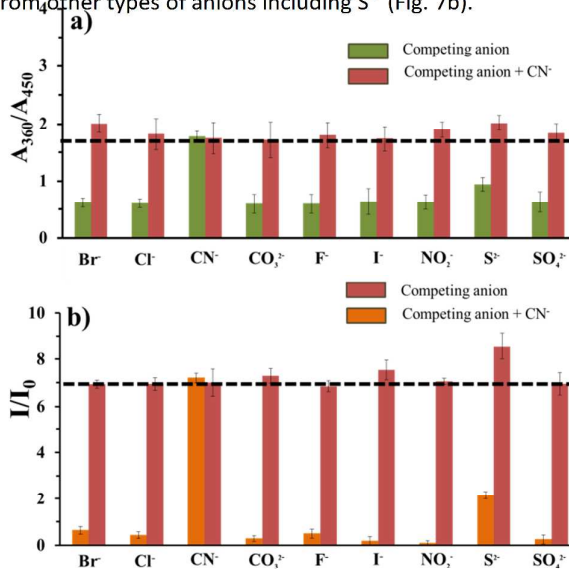 from other types of anions including S (Fig. 7b).
a)
Competing anion
Competing anion + CN⁻
A₃₆₀/A₄₅₀
4
3
2
1
0
Br⁻ Cl⁻ CN⁻ CO₃²⁻ F⁻ I⁻ NO₂⁻ S²⁻ SO₄²⁻
b)
Competing anion
Competing anion + CN⁻
I/I₀
10
8
6
4
2
0
Br⁻ Cl⁻ CN⁻ CO₃²⁻ F⁻ I⁻ NO₂⁻ S²⁻ SO₄²⁻